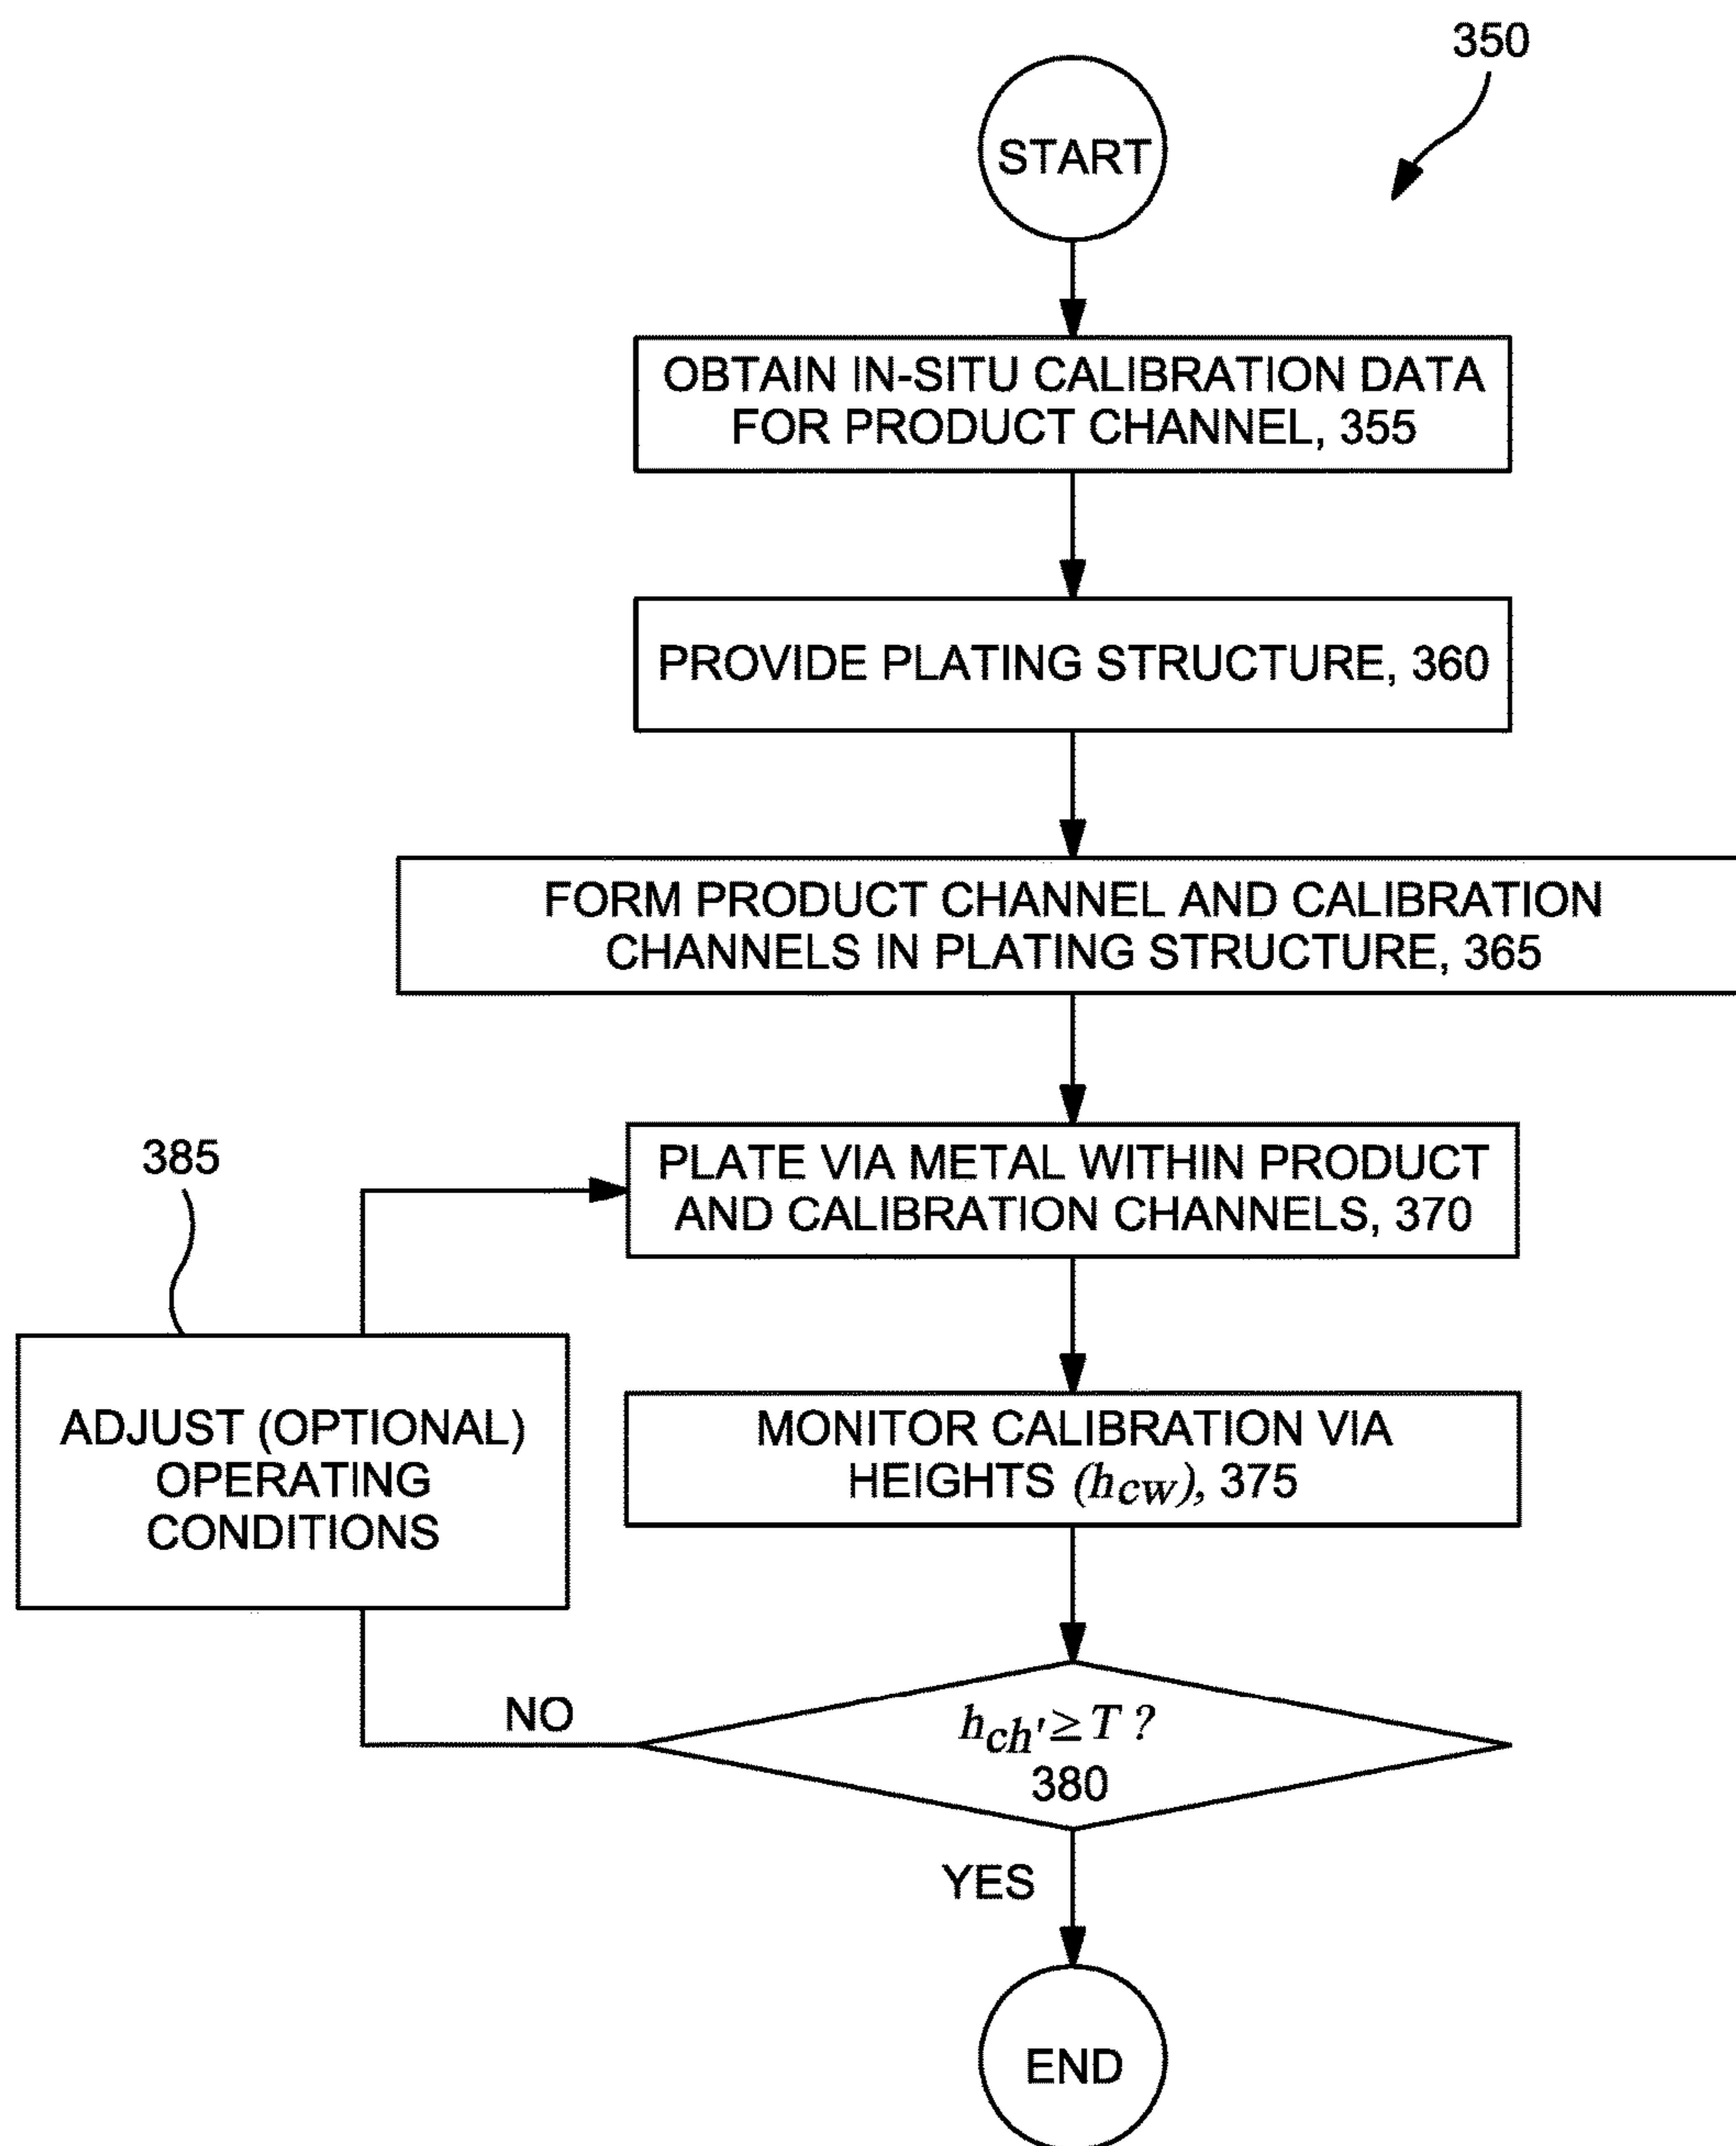 350
START
OBTAIN IN-SITU CALIBRATION DATA
FOR PRODUCT CHANNEL, 355
PROVIDE PLATING STRUCTURE, 360
FORM PRODUCT CHANNEL AND CALIBRATION
CHANNELS IN PLATING STRUCTURE, 365
385
PLATE VIA METAL WITHIN PRODUCT
AND CALIBRATION CHANNELS, 370
ADJUST (OPTIONAL)
OPERATING
CONDITIONS
MONITOR CALIBRATION VIA
HEIGHTS (hcw), 375
NO
hch' ≥ T ?
380
YES
END